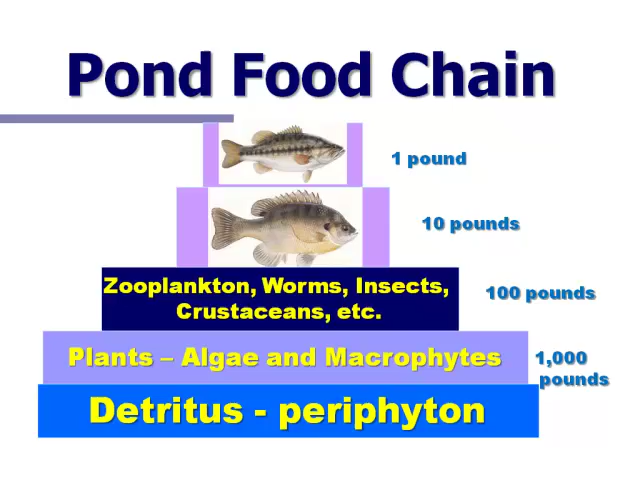 Pond Food Chain
1 pound
10 pounds
Zooplankton, Worms, Insects,
Crustaceans, etc.
100 pounds
Plants – Algae and Macrophytes
1,000
pounds
Detritus - periphyton